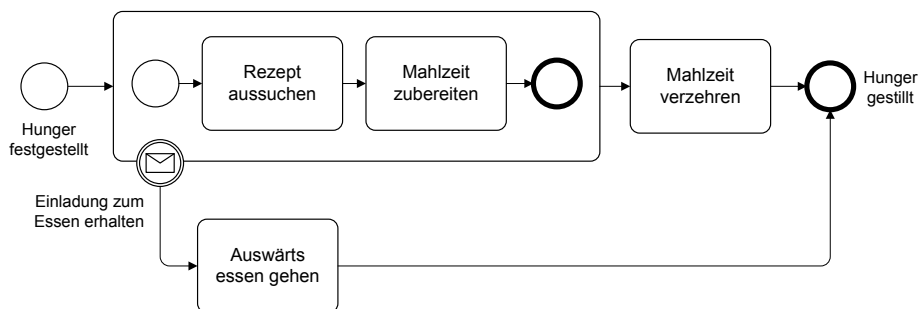 Rezept
aussuchen
Mahlzeit
zubereiten
Mahlzeit
verzehren
Hunger
gestillt
Hunger
festgestellt
Einladung zum
Essen erhalten
Auswärts
essen gehen